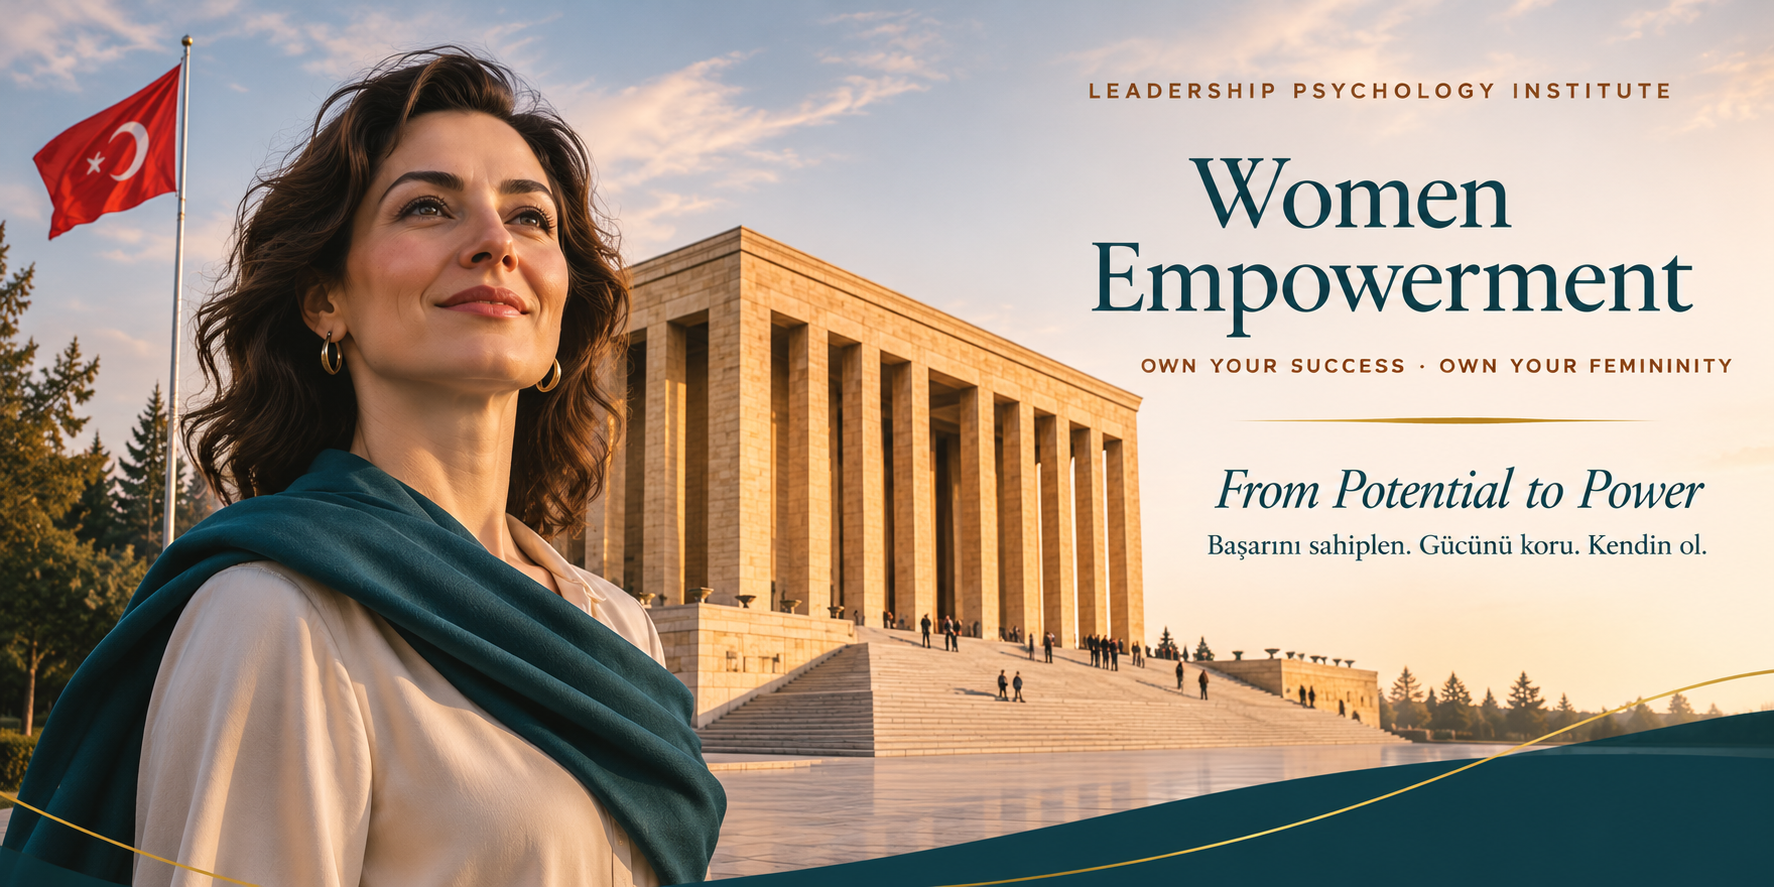 LEADERSHIP PSYCHOLOGY INSTITUTE
Women
Empowerment
OWN YOUR SUCCESS · OWN YOUR FEMININITY
From Potential to Power
Başarını sahiplen. Gücünü koru. Kendin ol.